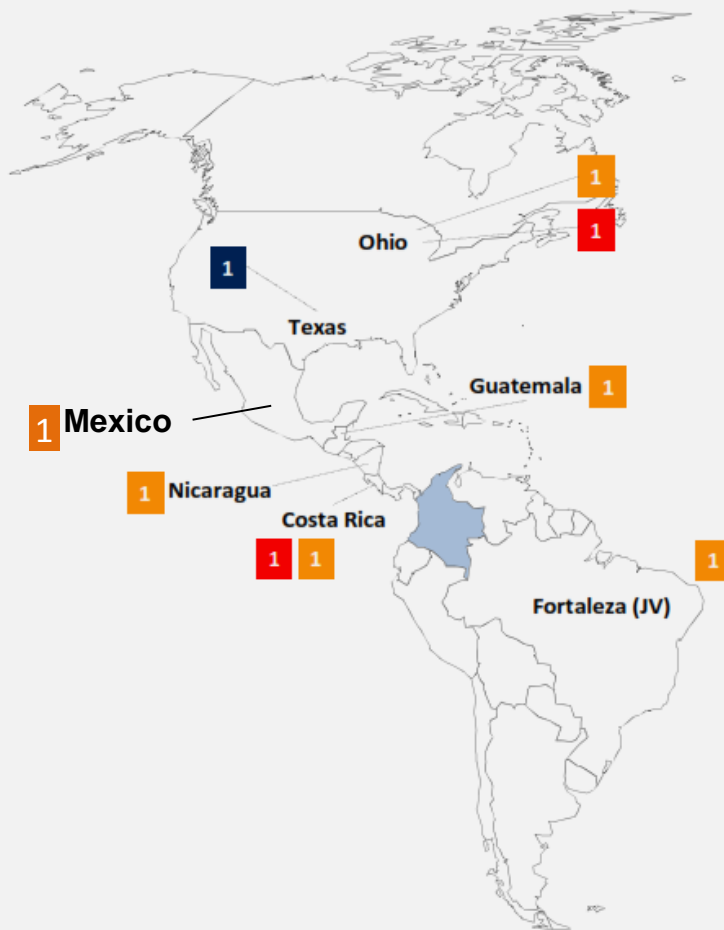 1
Ohio
1
1
Texas
Guatemala 1
1 Mexico
1 Nicaragua
Costa Rica
1 1
1
Fortaleza (JV)